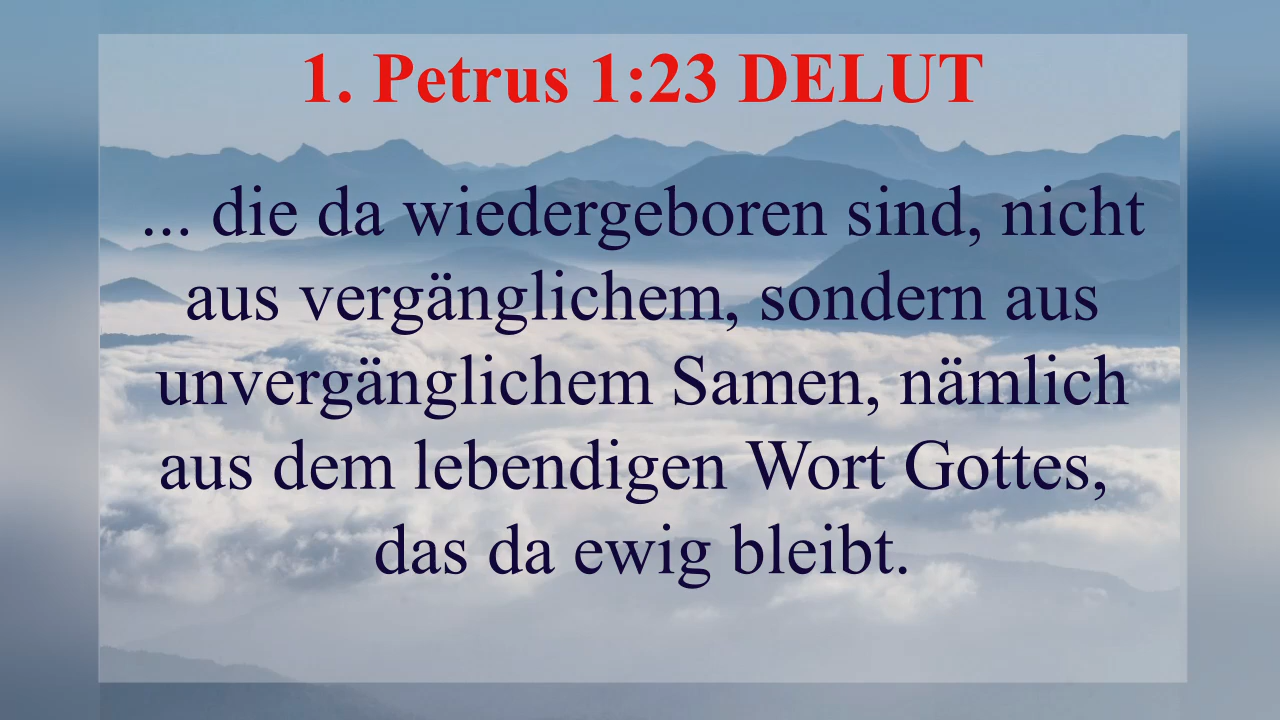 1. Petrus 1:23 DELUT
... die da wiedergeboren sind, nicht
aus vergänglichem, sondern aus
unvergänglichem Samen, nämlich
aus dem lebendigen Wort Gottes,
das da ewig bleibt.